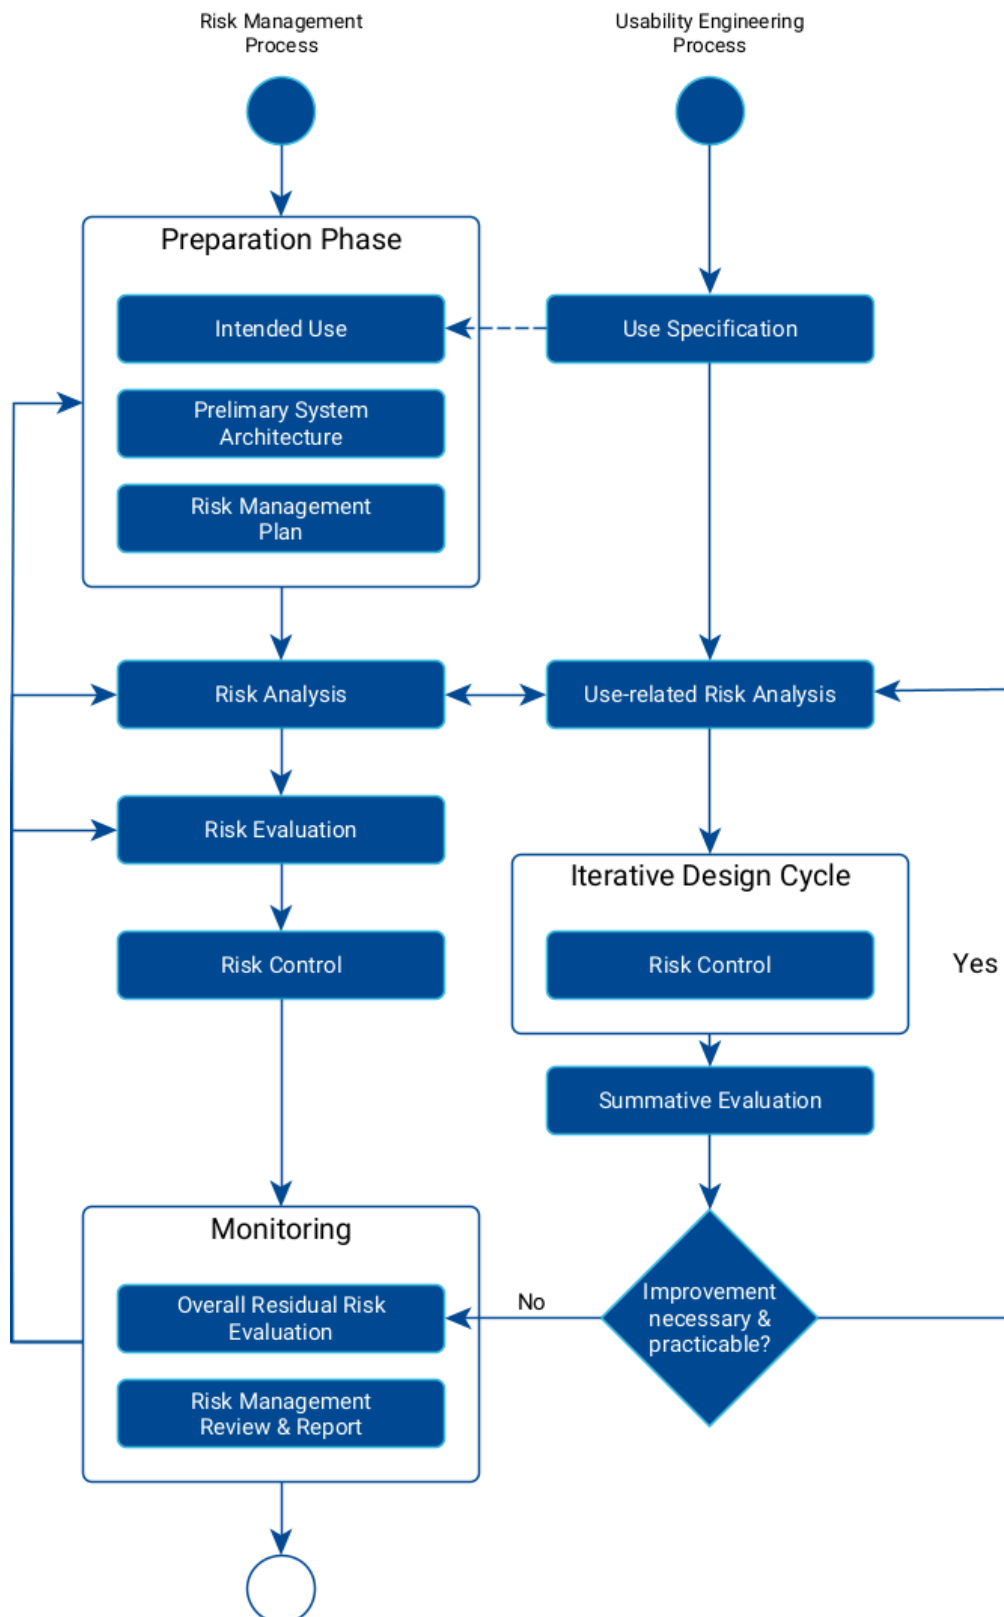 Risk Management
Process
Usability Engineering
Process
Preparation Phase
Intended Use
Use Specification
Prelimary System
Architecture
Risk Management
Plan
Risk Analysis
Use-related Risk Analysis
Risk Evaluation
Iterative Design Cycle
Risk Control
Risk Control
Yes
Summative Evaluation
Monitoring
Overall Residual Risk
Evaluation
No
Improvement
necessary &
practicable?
Risk Management
Review & Report